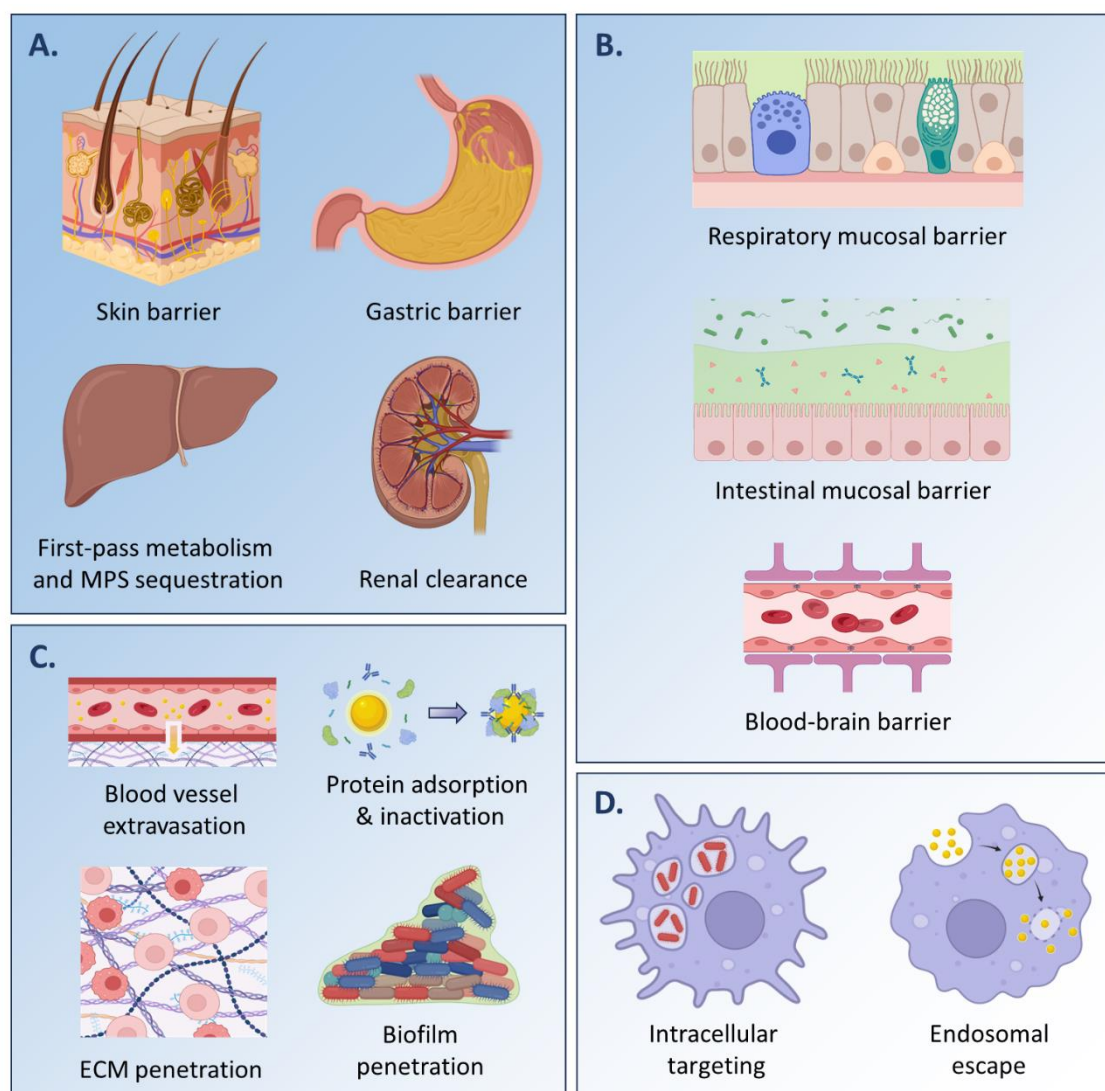 A.
Skin barrier
Gastric barrier
First-pass metabolism
and MPS sequestration
Renal clearance
B.
Respiratory mucosal barrier
Intestinal mucosal barrier
Blood-brain barrier
C.
Blood vessel
extravasation
Protein adsorption
& inactivation
ECM penetration
Biofilm
penetration
D.
Intracellular
targeting
Endosomal
escape